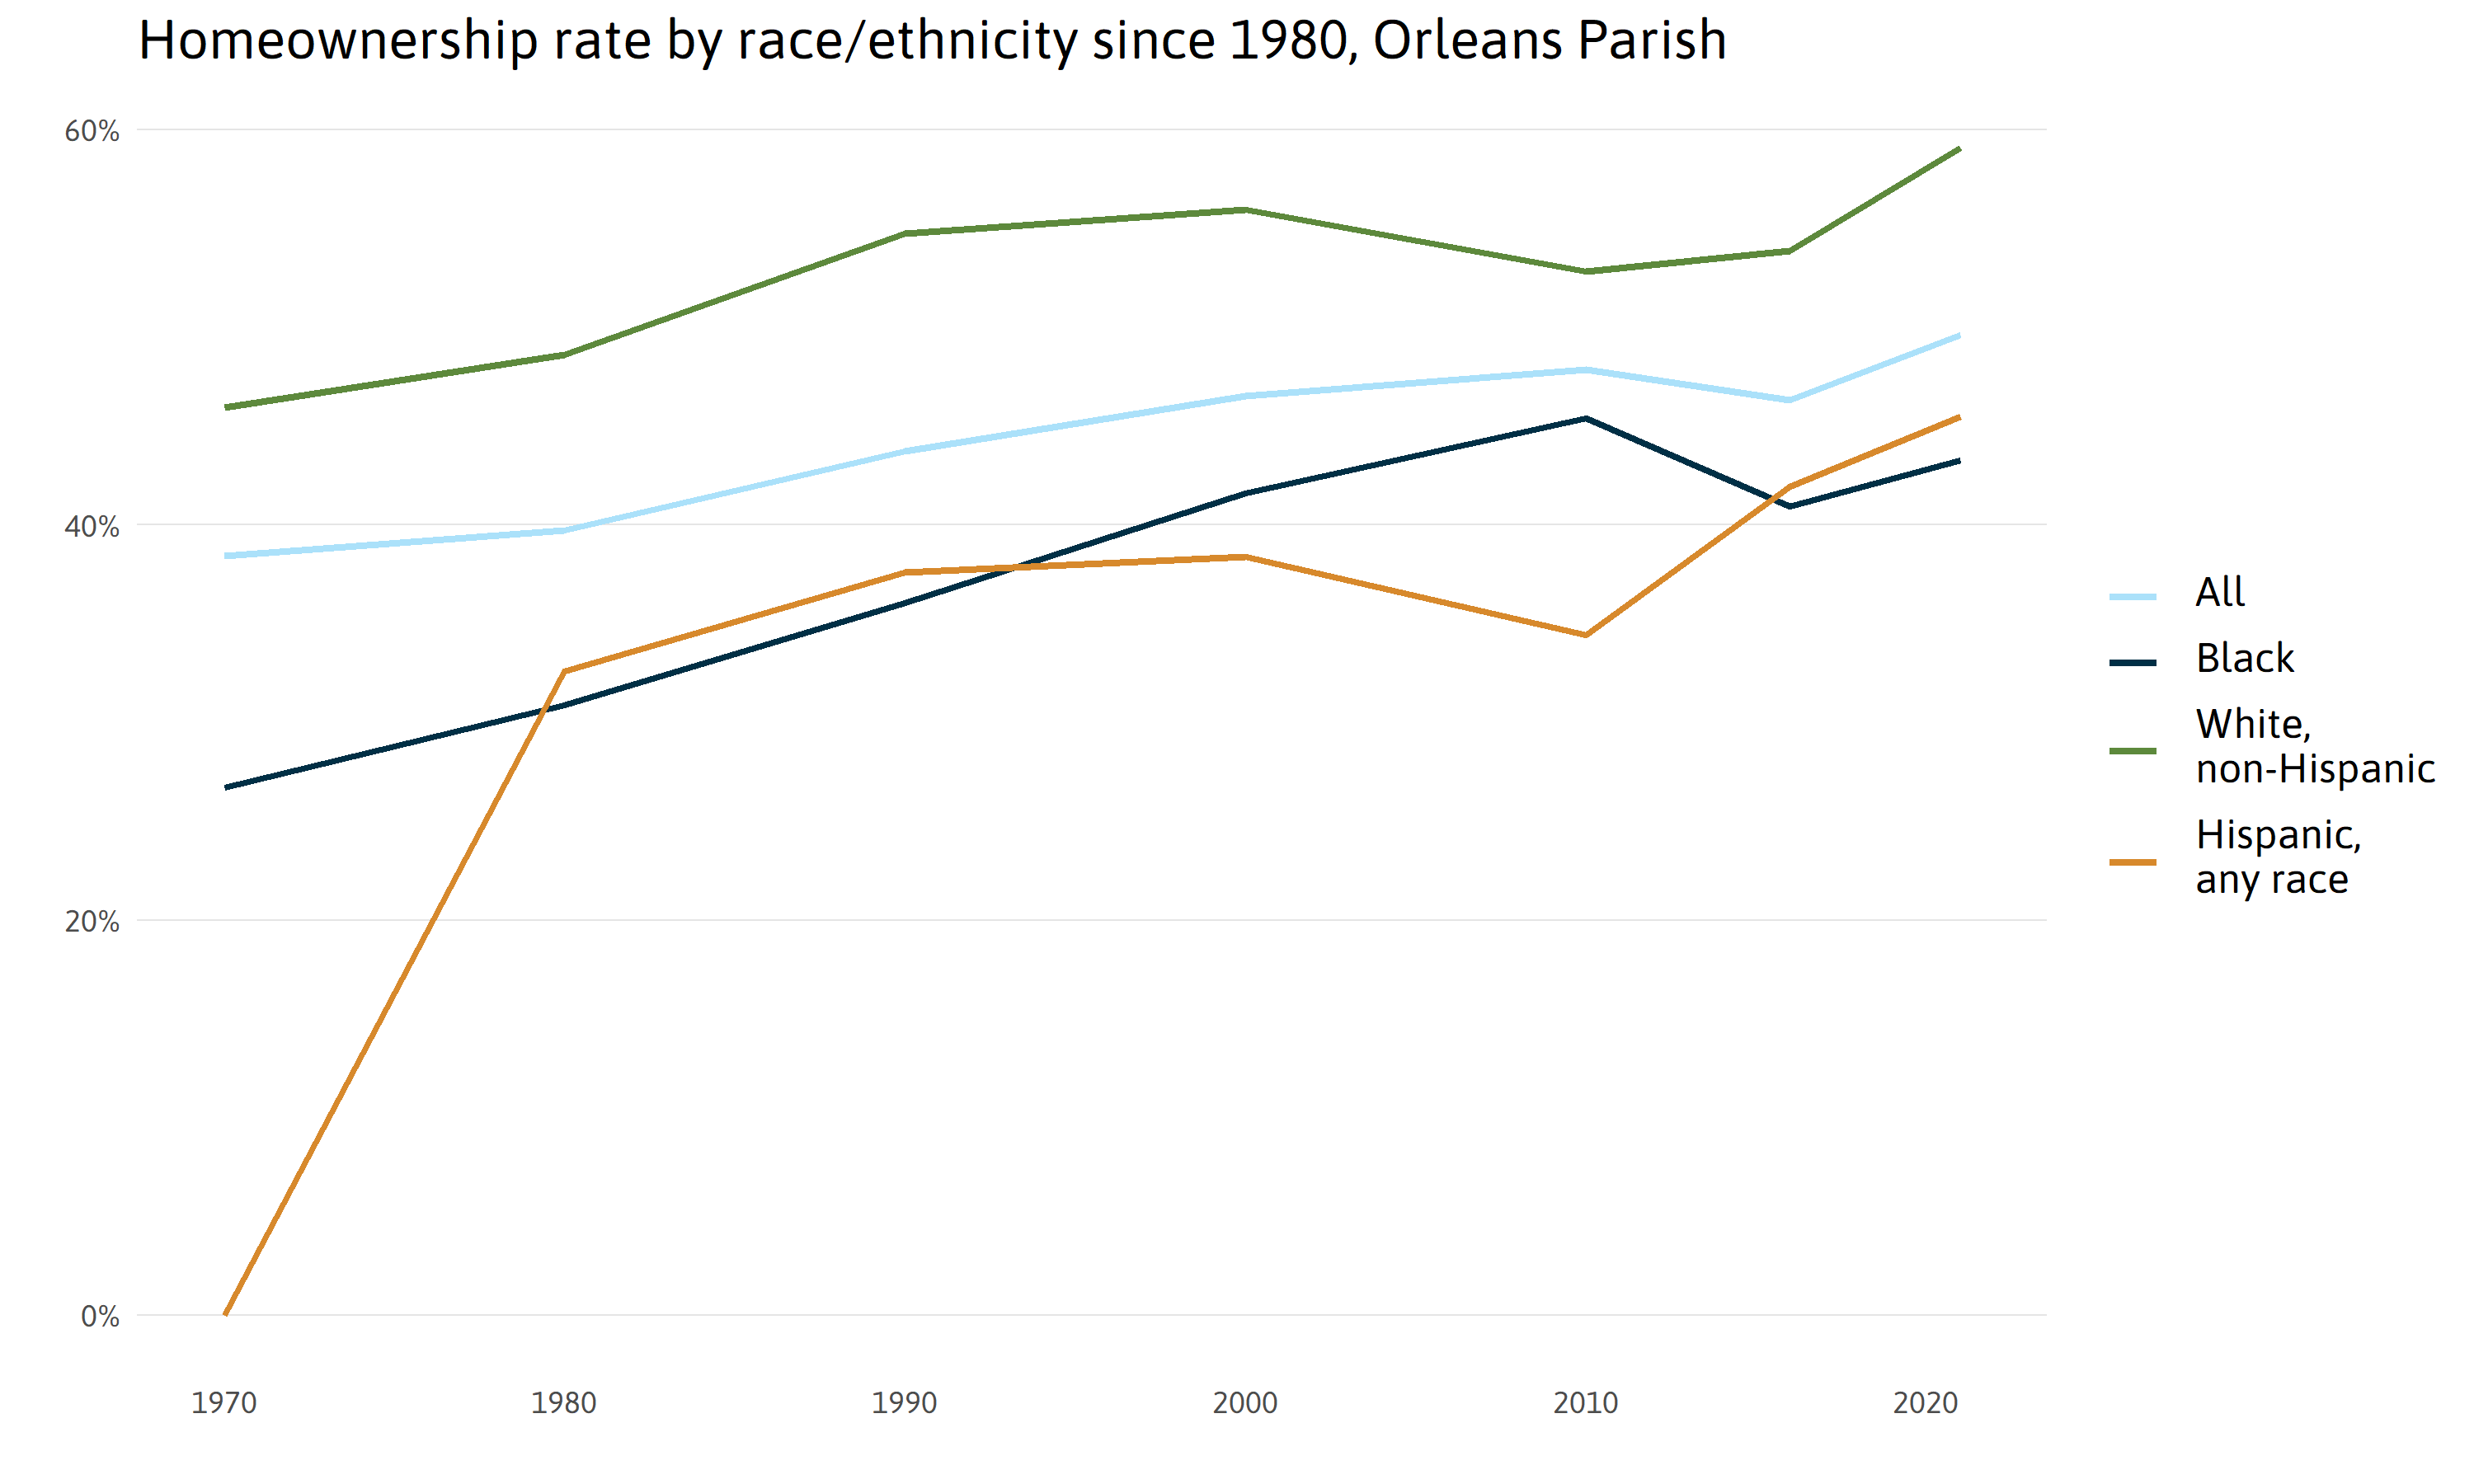 Homeownership rate by race/ethnicity since 1980, Orleans Parish
60%
40%
20%
0%
1970 1980 1990 2000 2010 2020
All
Black
White,
non-Hispanic
Hispanic,
any race